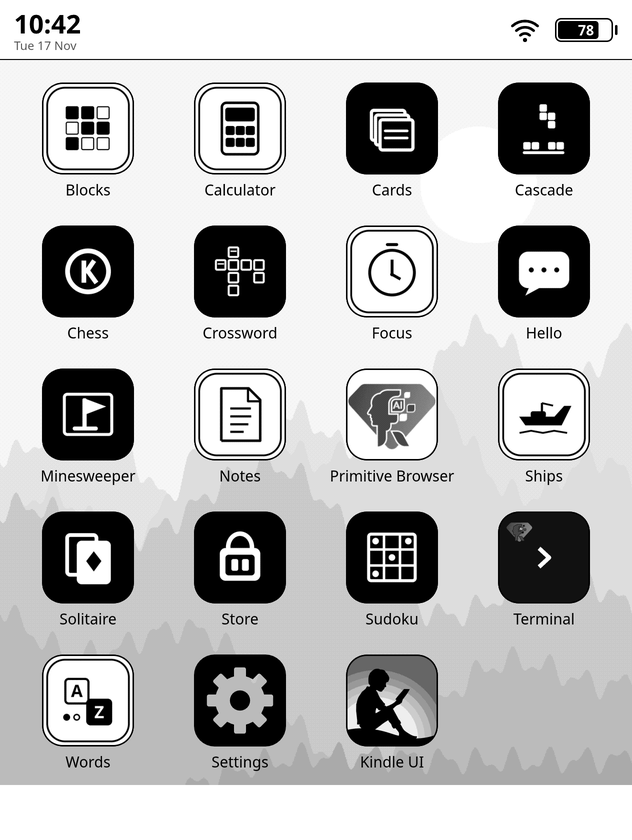 10:42
Tue 17 Nov
78
Blocks
Calculator
Cards
Cascade
K
Chess
Crossword
Focus
Hello
AI
Minesweeper
Notes
Primitive Browser
Ships
Solitaire
Store
Sudoku
Terminal
A
Z
Words
Settings
Kindle UI